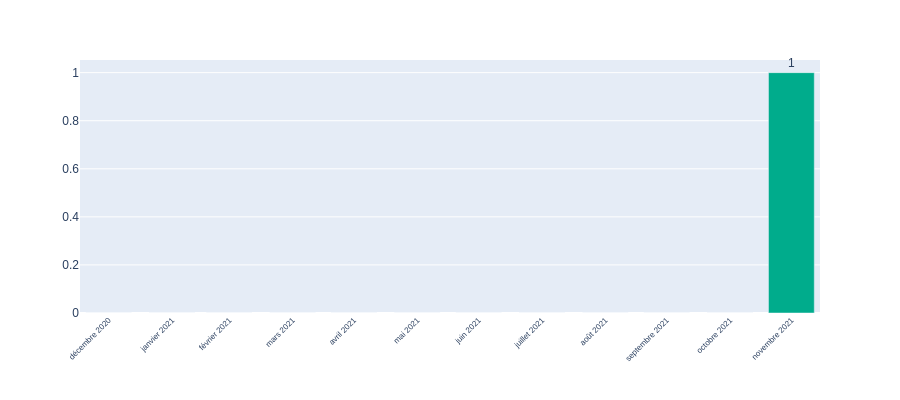 1
1
0.8
0.6
0.4
0.2
0
décembre 2020
janvier 2021
février 2021
mars 2021
avril 2021
mai 2021
juin 2021
juillet 2021
août 2021
septembre 2021
octobre 2021
novembre 2021